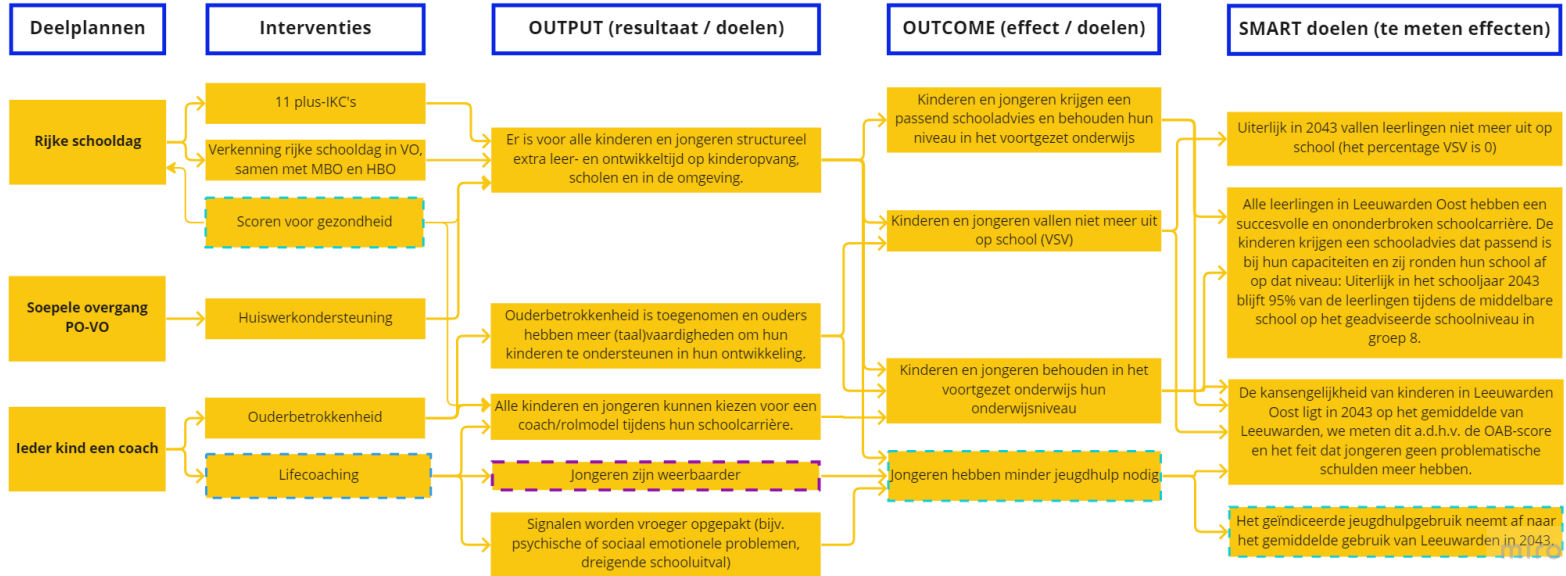 Deelplannen
Interventies
OUTPUT (resultaat / doelen)
OUTCOME (effect / doelen)
SMART doelen (te meten effecten)
Rijke schooldag
Soepele overgang
PO-VO
Ieder kind een coach
11 plus-IKC's
Verkenning rijke schooldag in VO,
samen met MBO en HBO
Scoren voor gezondheid
Huiswerkondersteuning
Ouderbetrokkenheid
Lifecoaching
Er is voor alle kinderen en jongeren structureel
extra leer- en ontwikkeltijd op kinderopvang,
scholen en in de omgeving.
Ouderbetrokkenheid is toegenomen en ouders
hebben meer (taal)vaardigheden om hun
kinderen te ondersteunen in hun ontwikkeling.
Alle kinderen en jongeren kunnen kiezen voor een
coach/rolmodel tijdens hun schoolcarrière.
Jongeren zijn weerbaarder
Signalen worden vroeger opgepakt (bijv.
psychische of sociaal emotionele problemen,
dreigende schooluitval)
Kinderen en jongeren krijgen een
passend schooladvies en behouden hun
niveau in het voortgezet onderwijs
Kinderen en jongeren vallen niet meer uit
op school (VSV)
Kinderen en jongeren behouden in het
voortgezet onderwijs hun
onderwijsniveau
Jongeren hebben minder jeugdhulp nodig
Uiterlijk in 2043 vallen leerlingen niet meer uit op
school (het percentage VSV is 0)
Alle leerlingen in Leeuwarden Oost hebben een
succesvolle en ononderbroken schoolcarrière. De
kinderen krijgen een schooladvies dat passend is
bij hun capaciteiten en zij ronden hun school af
op dat niveau: Uiterlijk in het schooljaar 2043
blijft 95% van de leerlingen tijdens de middelbare
school op het geadviseerde schoolniveau in
groep 8.
De kansengelijkheid van kinderen in Leeuwarden
Oost ligt in 2043 op het gemiddelde van
Leeuwarden, we meten dit a.d.h.v. de OAB-score
en het feit dat jongeren geen problematische
schulden meer hebben.
Het geïndiceerde jeugdhulpgebruik neemt af naar
het gemiddelde gebruik van Leeuwarden in 2043.
miro